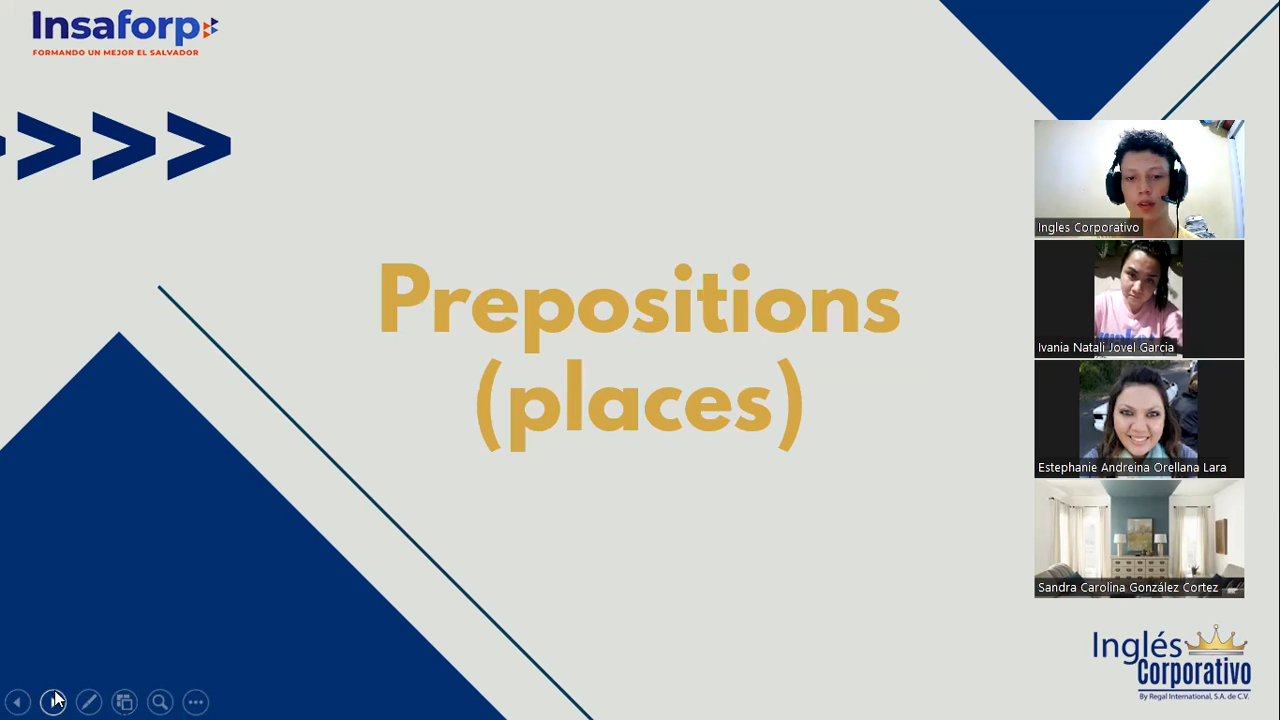 Insaforp
FORMANDO UN MEJOR EL SALVADOR
Prepositions
(places)
Ingles Corporativo
Ivania Natali Jovel Garcia
Estephanie Andreina Orellana Lara
Sandra Carolina González Cortez
Inglés
Corporativo
By Regal International, S.A. de C.V.